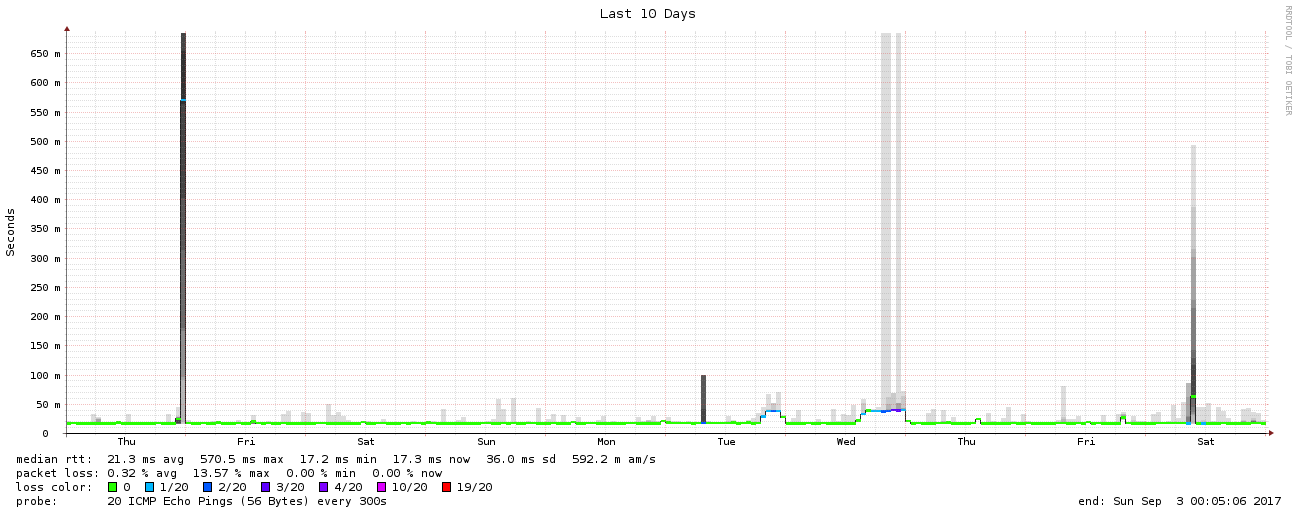 Last 10 Days
RRDTOOL / TOBI OETIKER
Seconds
650 m
600 m
550 m
500 m
450 m
400 m
350 m
300 m
250 m
200 m
150 m
100 m
50 m
0
Thu Fri Sat Sun Mon Tue Wed Thu Fri Sat
median rtt: 21.3 ms avg 570.5 ms max 17.2 ms min 17.3 ms now 36.0 ms sd 592.2 m am/s
packet loss: 0.32 % avg 13.57 % max 0.00 % min 0.00 % now
loss color: 0 1/20 2/20 3/20 4/20 10/20 19/20
probe: 20 ICMP Echo Pings (56 Bytes) every 300s end: Sun Sep 3 00:05:06 2017